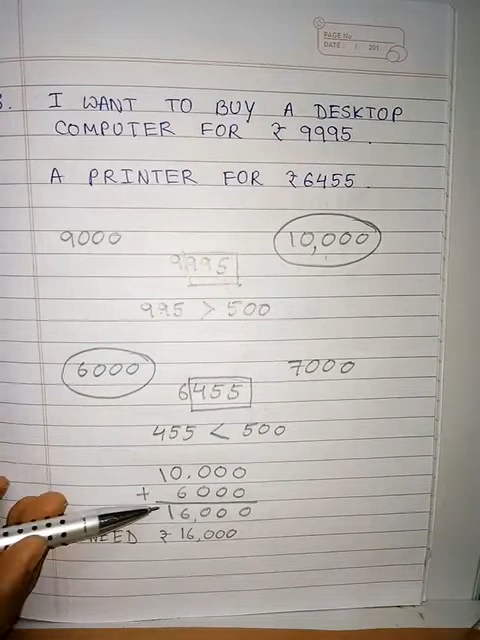 PAGE No
DATE : / 201
3. I WANT TO BUY A DESKTOP
COMPUTER FOR ₹ 9995.
A PRINTER FOR ₹6455.
9000 10,000
9995
995 > 500
6000 7000
6455
455 < 500
10.000
+ 6000
16,000
NEED ₹ 16,000